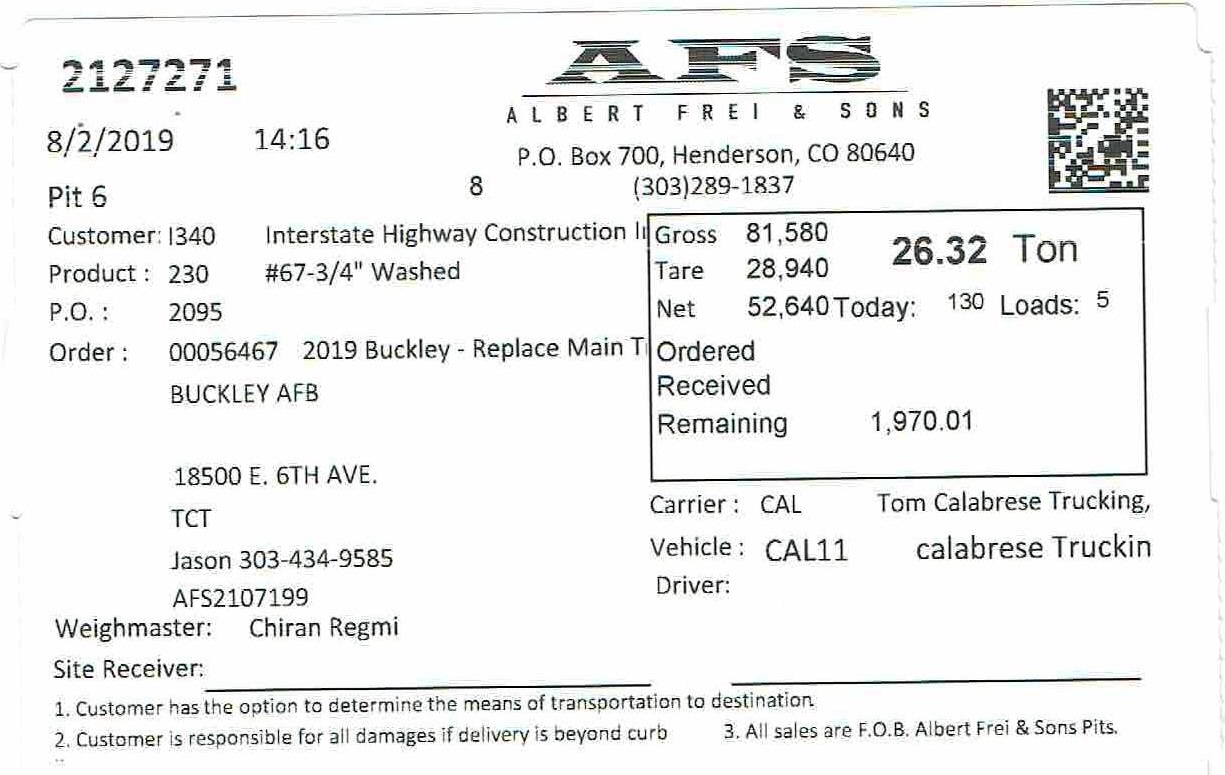 2127271
AFS
ALBERT FREI & SONS
8/2/2019 14:16
P.O. Box 700, Henderson, CO 80640
Pit 6 8 (303)289-1837
Customer: I340 Interstate Highway Construction I
Product : 230 #67-3/4" Washed
P.O. : 2095
Order : 00056467 2019 Buckley - Replace Main T
BUCKLEY AFB
18500 E. 6TH AVE.
TCT
Jason 303-434-9585
AFS2107199
Weighmaster: Chiran Regmi
Site Receiver:
Gross 81,580 26.32 Ton
Tare 28,940
Net 52,640 Today: 130 Loads: 5
Ordered
Received
Remaining 1,970.01
Carrier : CAL Tom Calabrese Trucking,
Vehicle : CAL11 calabrese Truckin
Driver:
1. Customer has the option to determine the means of transportation to destination
2. Customer is responsible for all damages if delivery is beyond curb 3. All sales are F.O.B. Albert Frei & Sons Pits.